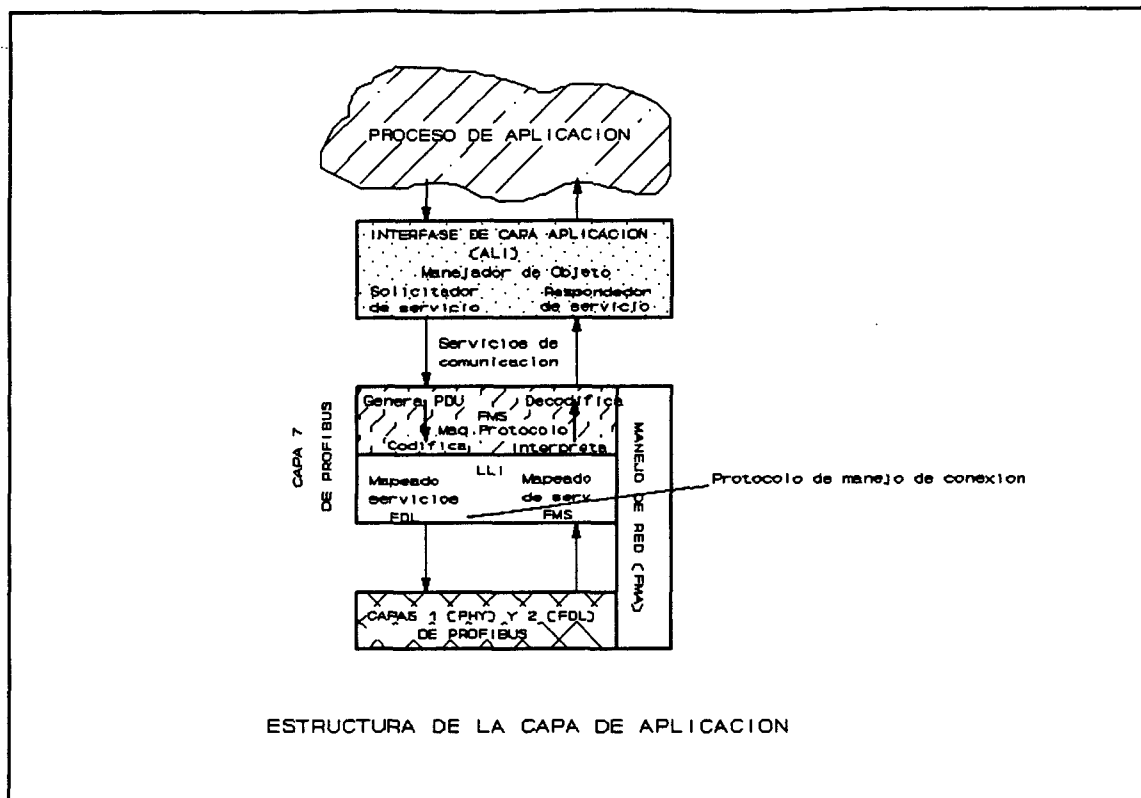 PROCESO DE APLICACION
INTERFASE DE CAPA APLICACION
(ALI)
Manejador de Objeto
Solicitador
de servicio
Respondedor
de servicio
Servicios de
comunicacion
CAPA 7
DE PROFIBUS
Genera PDU
Decodifica
FMS
Maq.Protocolo
Codifica
Interpreta
LLI
Mapeado
servicios
FDL
Mapeado
de serv
FMS
MANEJO DE RED (FMA)
Protocolo de manejo de conexion
CAPAS 1 (PHY) Y 2 (FDL)
DE PROFIBUS
ESTRUCTURA DE LA CAPA DE APLICACION